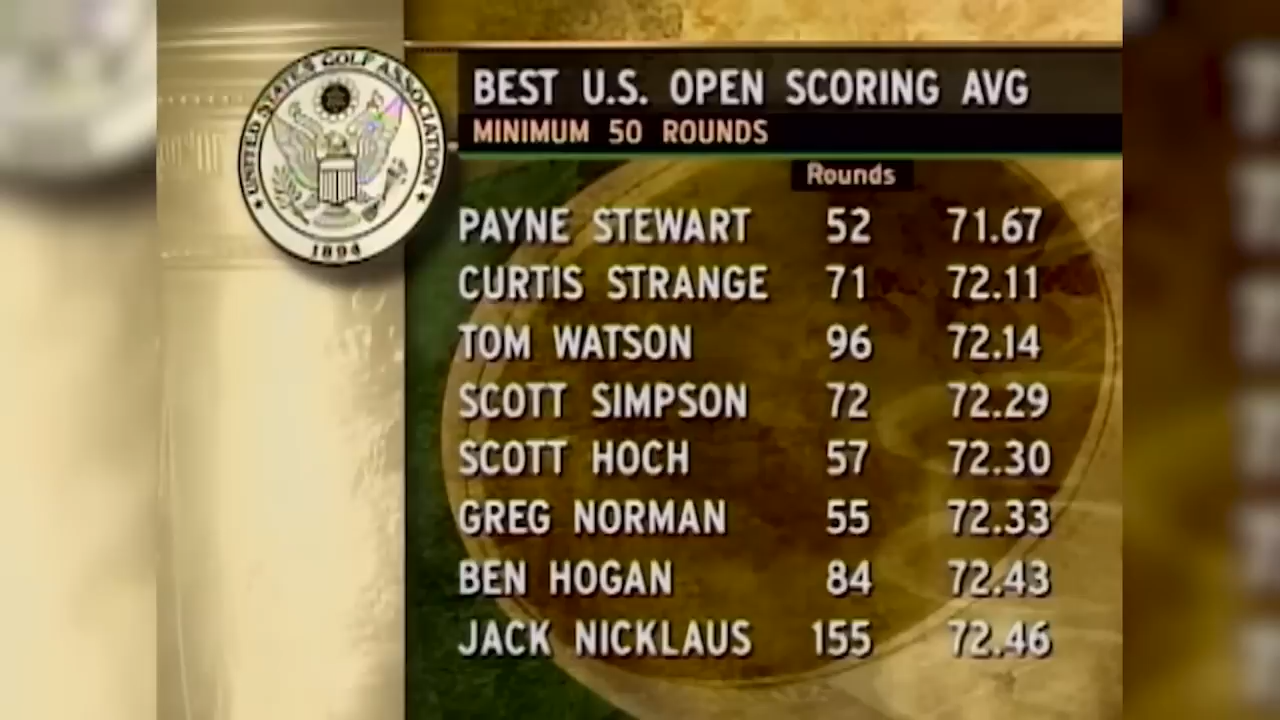 UNITED STATES GOLF ASSOCIATION
1894
BEST U.S. OPEN SCORING AVG
MINIMUM 50 ROUNDS
Rounds
PAYNE STEWART 52 71.67
CURTIS STRANGE 71 72.11
TOM WATSON 96 72.14
SCOTT SIMPSON 72 72.29
SCOTT HOCH 57 72.30
GREG NORMAN 55 72.33
BEN HOGAN 84 72.43
JACK NICKLAUS 155 72.46